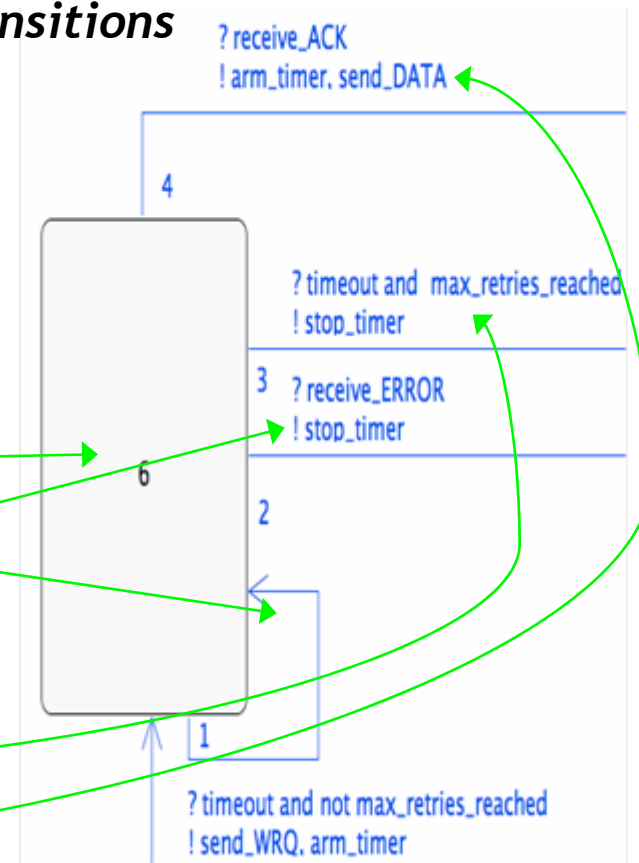 nsitions
? receive_ACK
! arm_timer, send_DATA
4
? timeout and max_retries_reached
! stop_timer
3
? receive_ERROR
! stop_timer
6
2
1
? timeout and not max_retries_reached
! send_WRQ, arm_timer